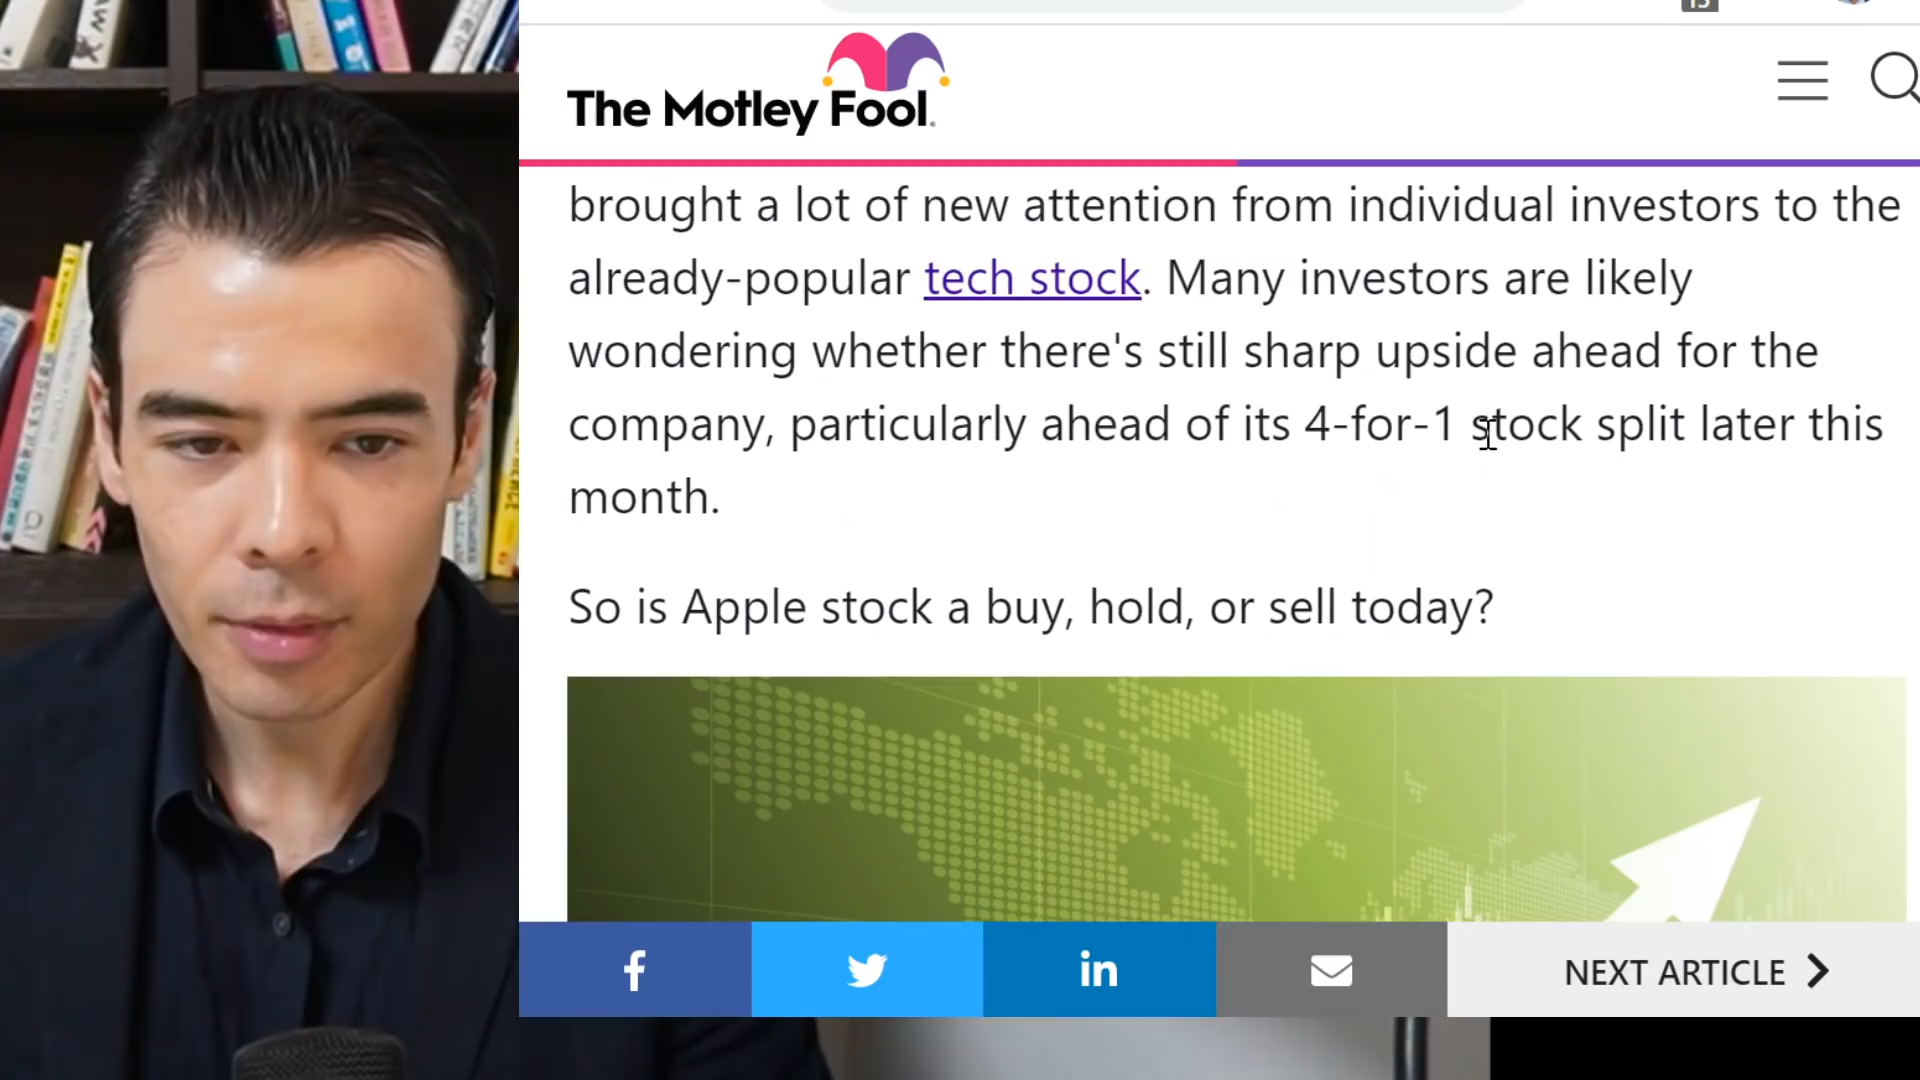 The Motley Fool.
brought a lot of new attention from individual investors to the
already-popular tech stock. Many investors are likely
wondering whether there's still sharp upside ahead for the
company, particularly ahead of its 4-for-1 stock split later this
month.
So is Apple stock a buy, hold, or sell today?
f
in
NEXT ARTICLE